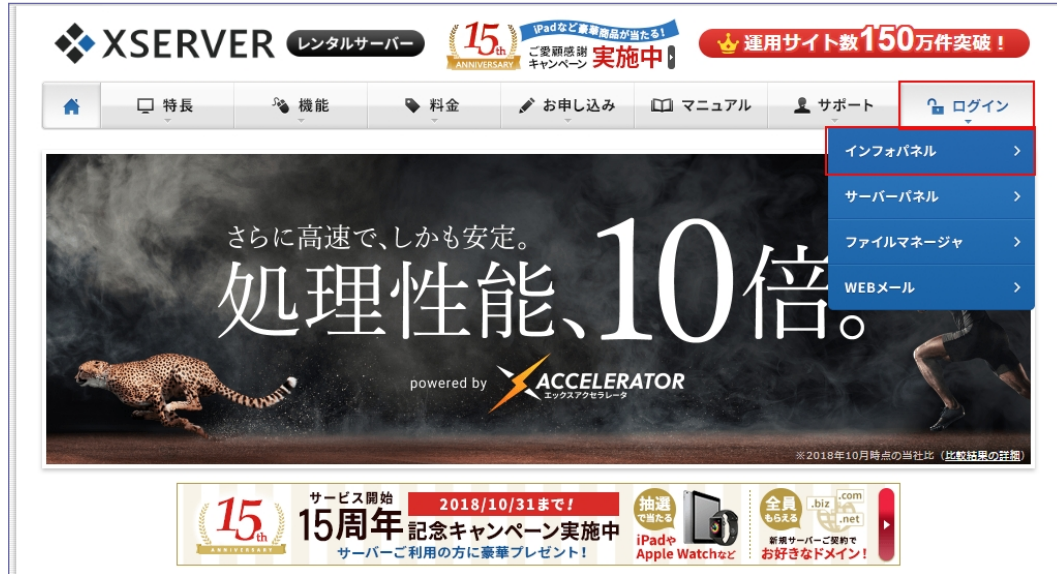 XSERVER レンタルサーバー
15th ANNIVERSARY
iPadなど豪華商品が当たる!
ご愛顧感謝
キャンペーン 実施中
運用サイト数150万件突破!
特長
機能
料金
お申し込み
マニュアル
サポート
ログイン
インフォパネル
サーバーパネル
ファイルマネージャ
WEBメール
さらに高速で、しかも安定。
処理性能、10倍。
powered by X ACCELERATOR
エックスアクセラレータ
※2018年10月時点の当社比（比較結果の詳細）
15th
ANNIVERSARY
サービス開始
15周年
2018/10/31まで!
記念キャンペーン実施中
サーバーご利用の方に豪華プレゼント!
抽選
で当たる
iPadや
Apple Watchなど
全員
もらえる
.biz
.com
.net
新規サーバーご契約で
お好きなドメイン!